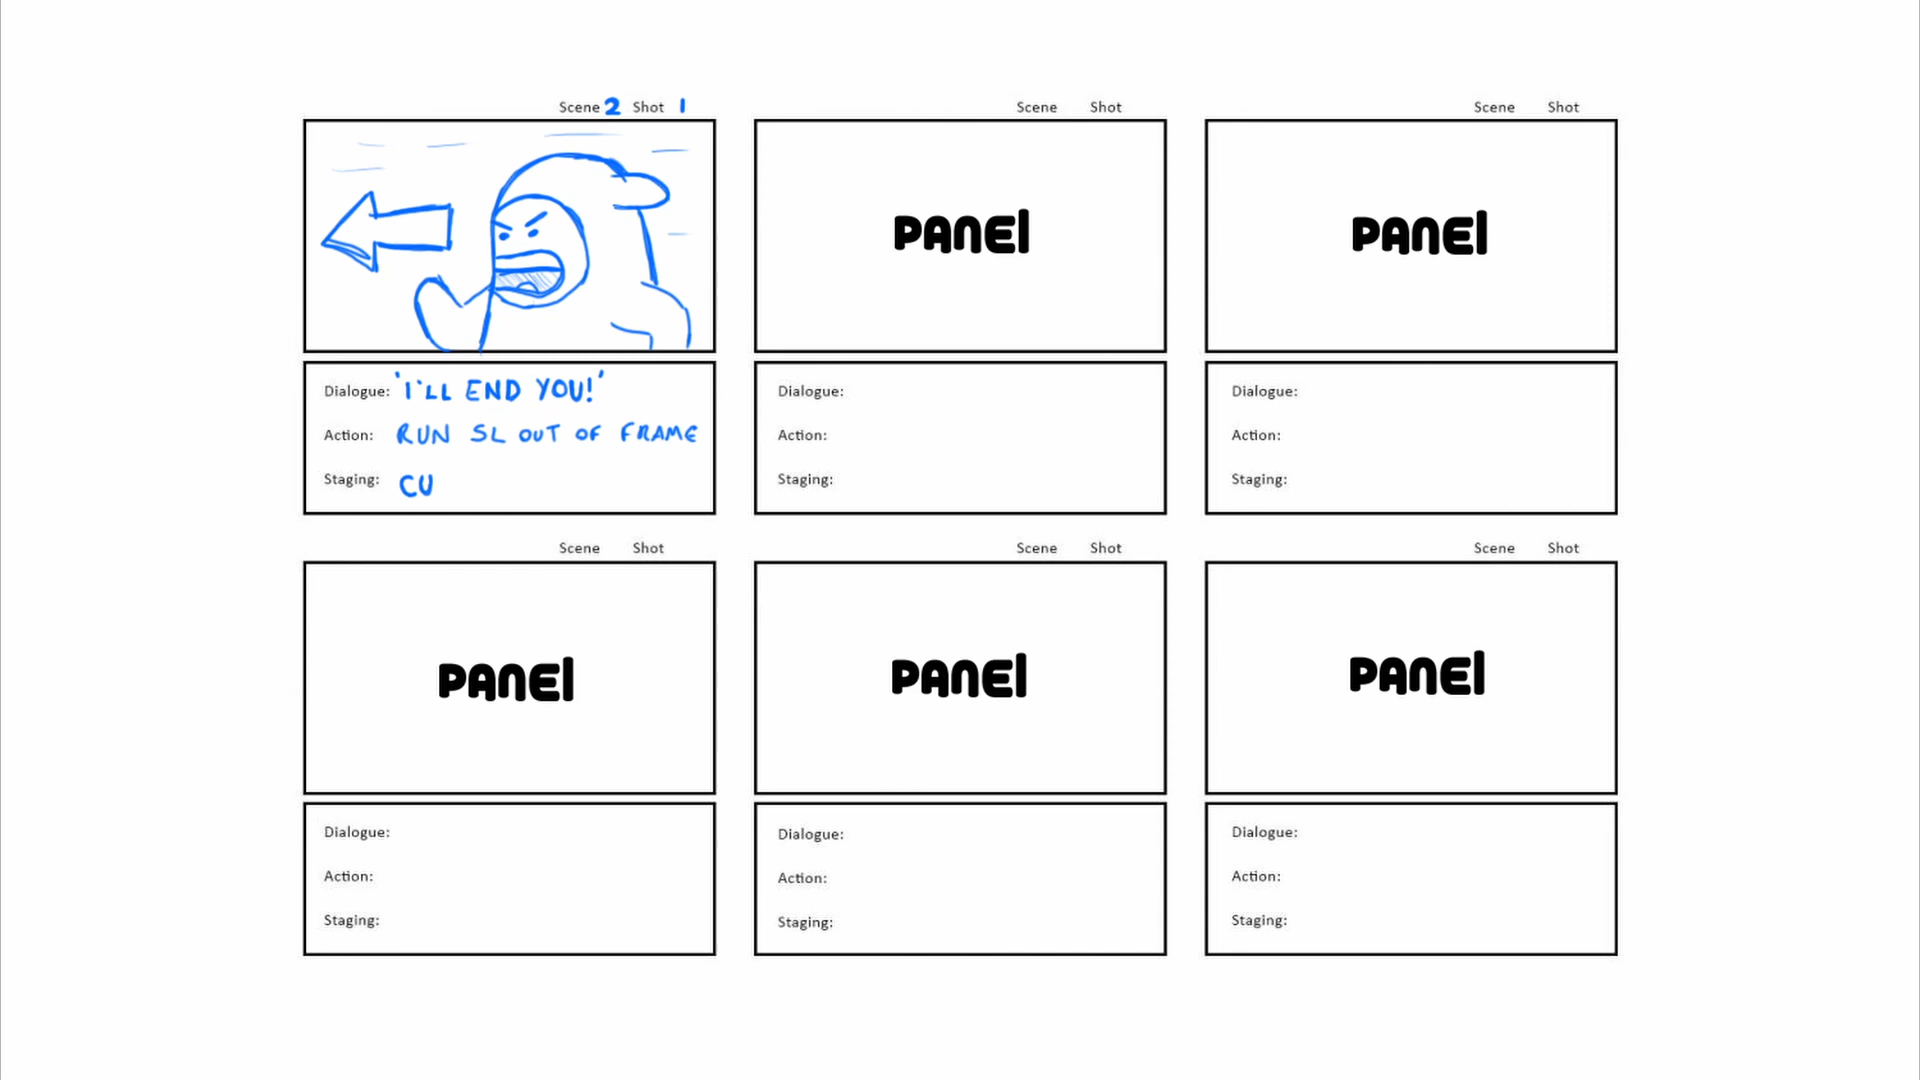 Scene 2 Shot 1
Scene Shot
Scene Shot
PANEl
PANEl
Dialogue: 'I'LL END YOU!'
Action: RUN SL OUT OF FRAME
Staging: CU
Dialogue:
Action:
Staging:
Dialogue:
Action:
Staging:
Scene Shot
Scene Shot
Scene Shot
PANEl
PANEl
PANEl
Dialogue:
Action:
Staging:
Dialogue:
Action:
Staging:
Dialogue:
Action:
Staging: